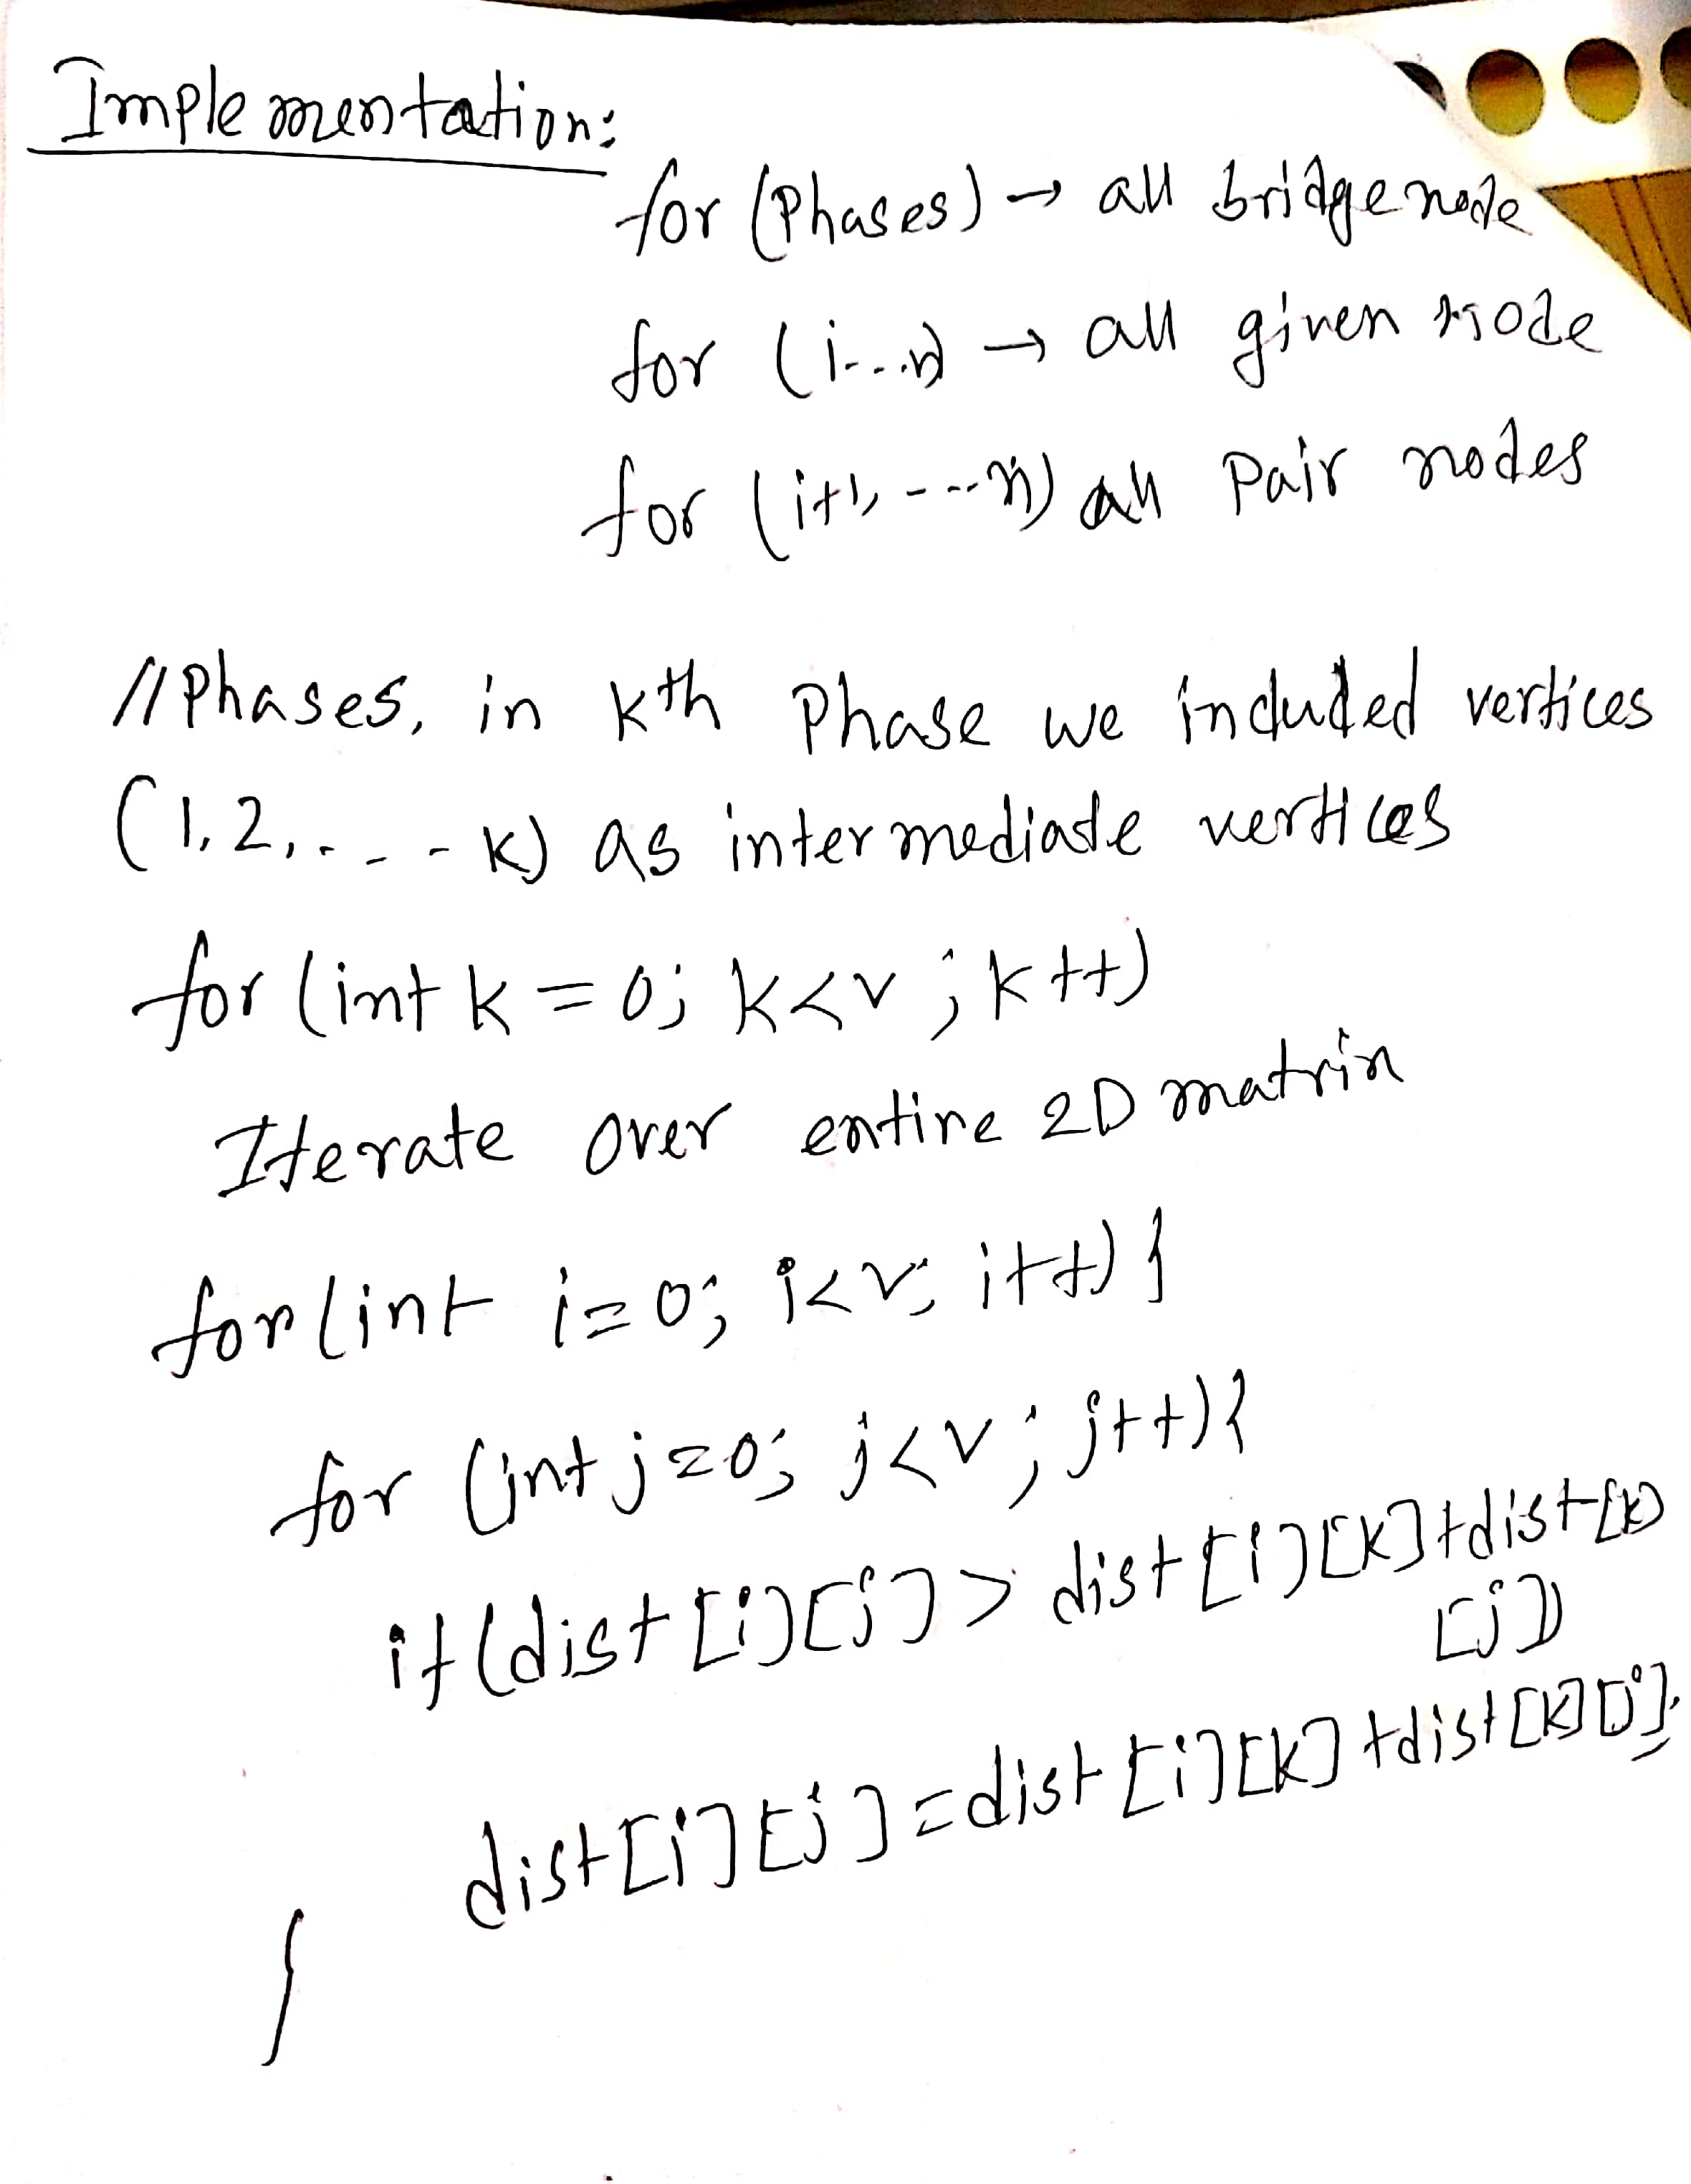 Implementation:
for (Phases) → all bridge node
for (i...n) → all given node
for (i+1, ---n) all Pair nodes
// Phases, in kth Phase we included vertices
(1, 2, . - - - k) as intermediate vertices
for (int k = 0; k<v ; k++)
Iterate over entire 2D matrix
for (int i=0; i<v; i++) {
for (int j=0; j<v; j++) {
if (dist [i][j] > dist [i][k] + dist [k]
[j])
dist [i][j] = dist [i][k] + dist [k][j];
}